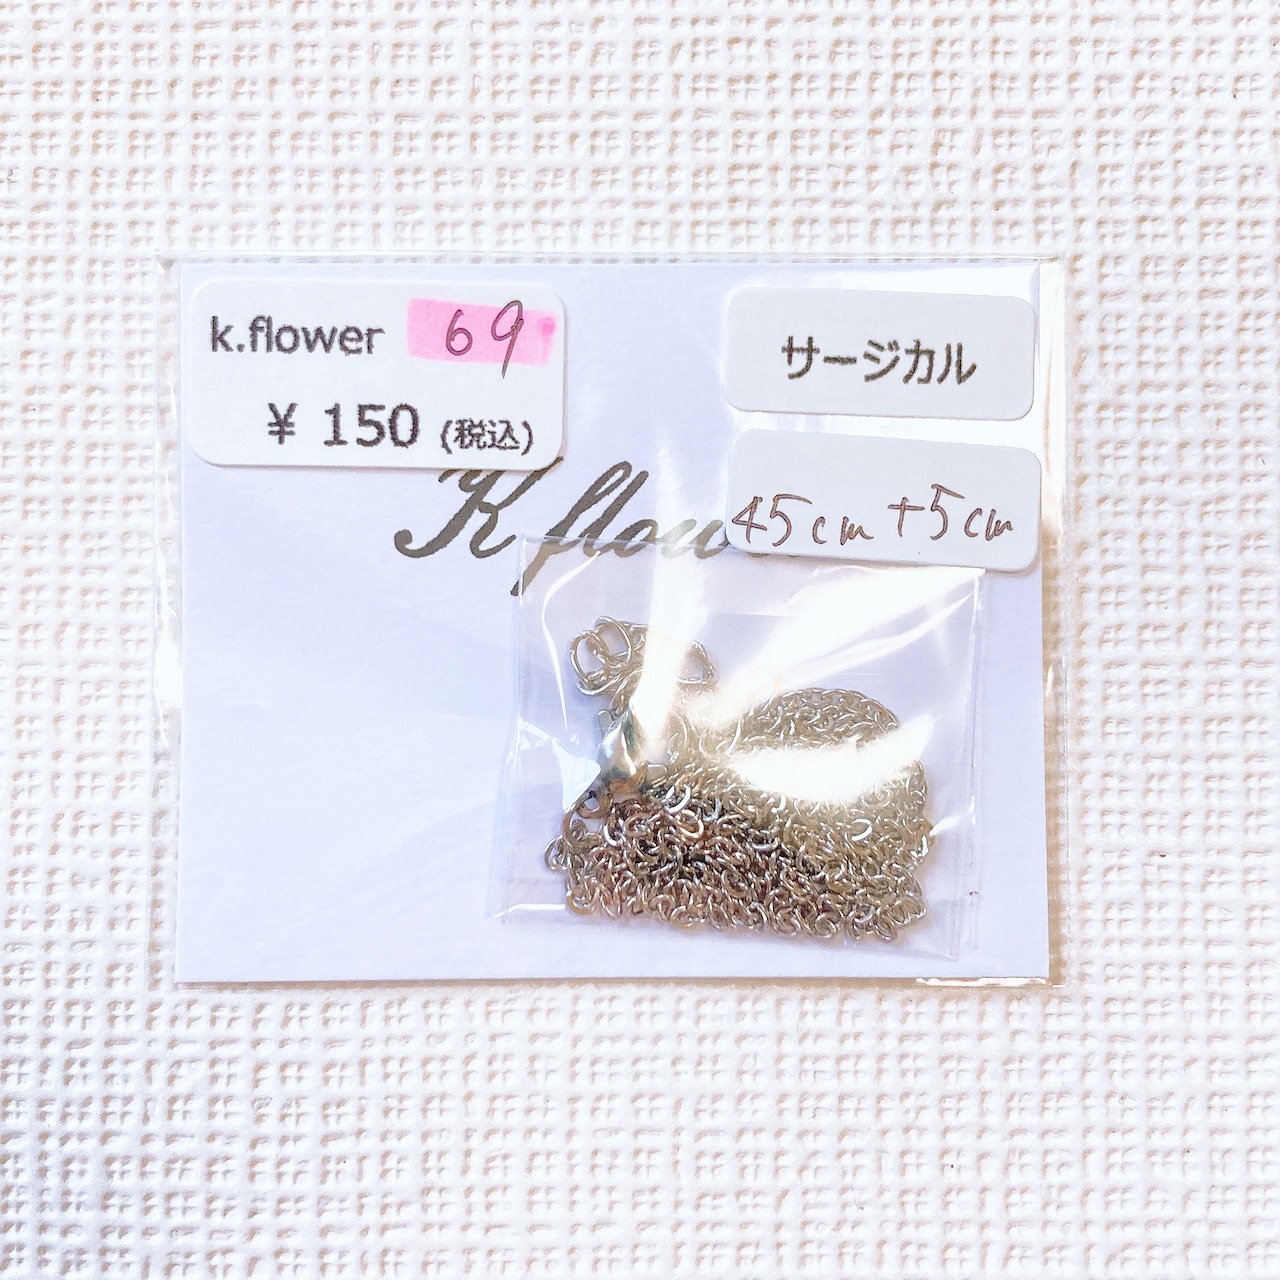 k.flower 69
¥ 150 (税込)
サージカル
45cm+5cm
K flow